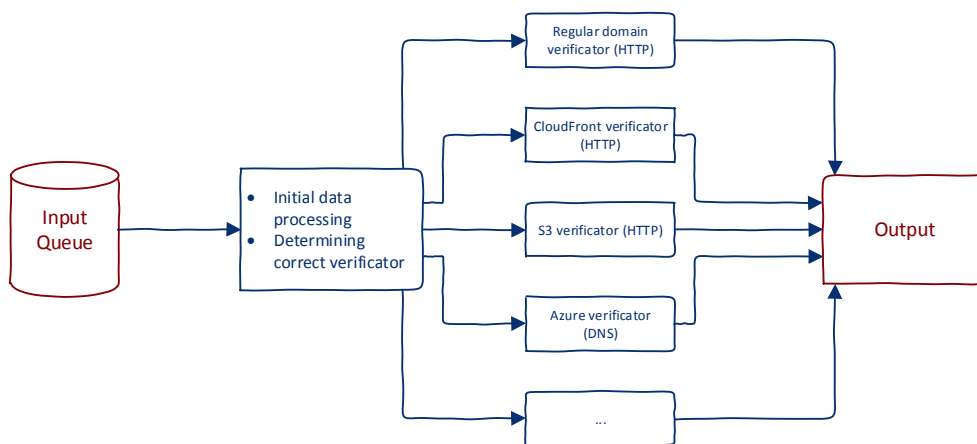 Input
Queue
• Initial data
processing
• Determining
correct verificator
Regular domain
verificator (HTTP)
CloudFront verificator
(HTTP)
S3 verificator (HTTP)
Azure verificator
(DNS)
...
Output